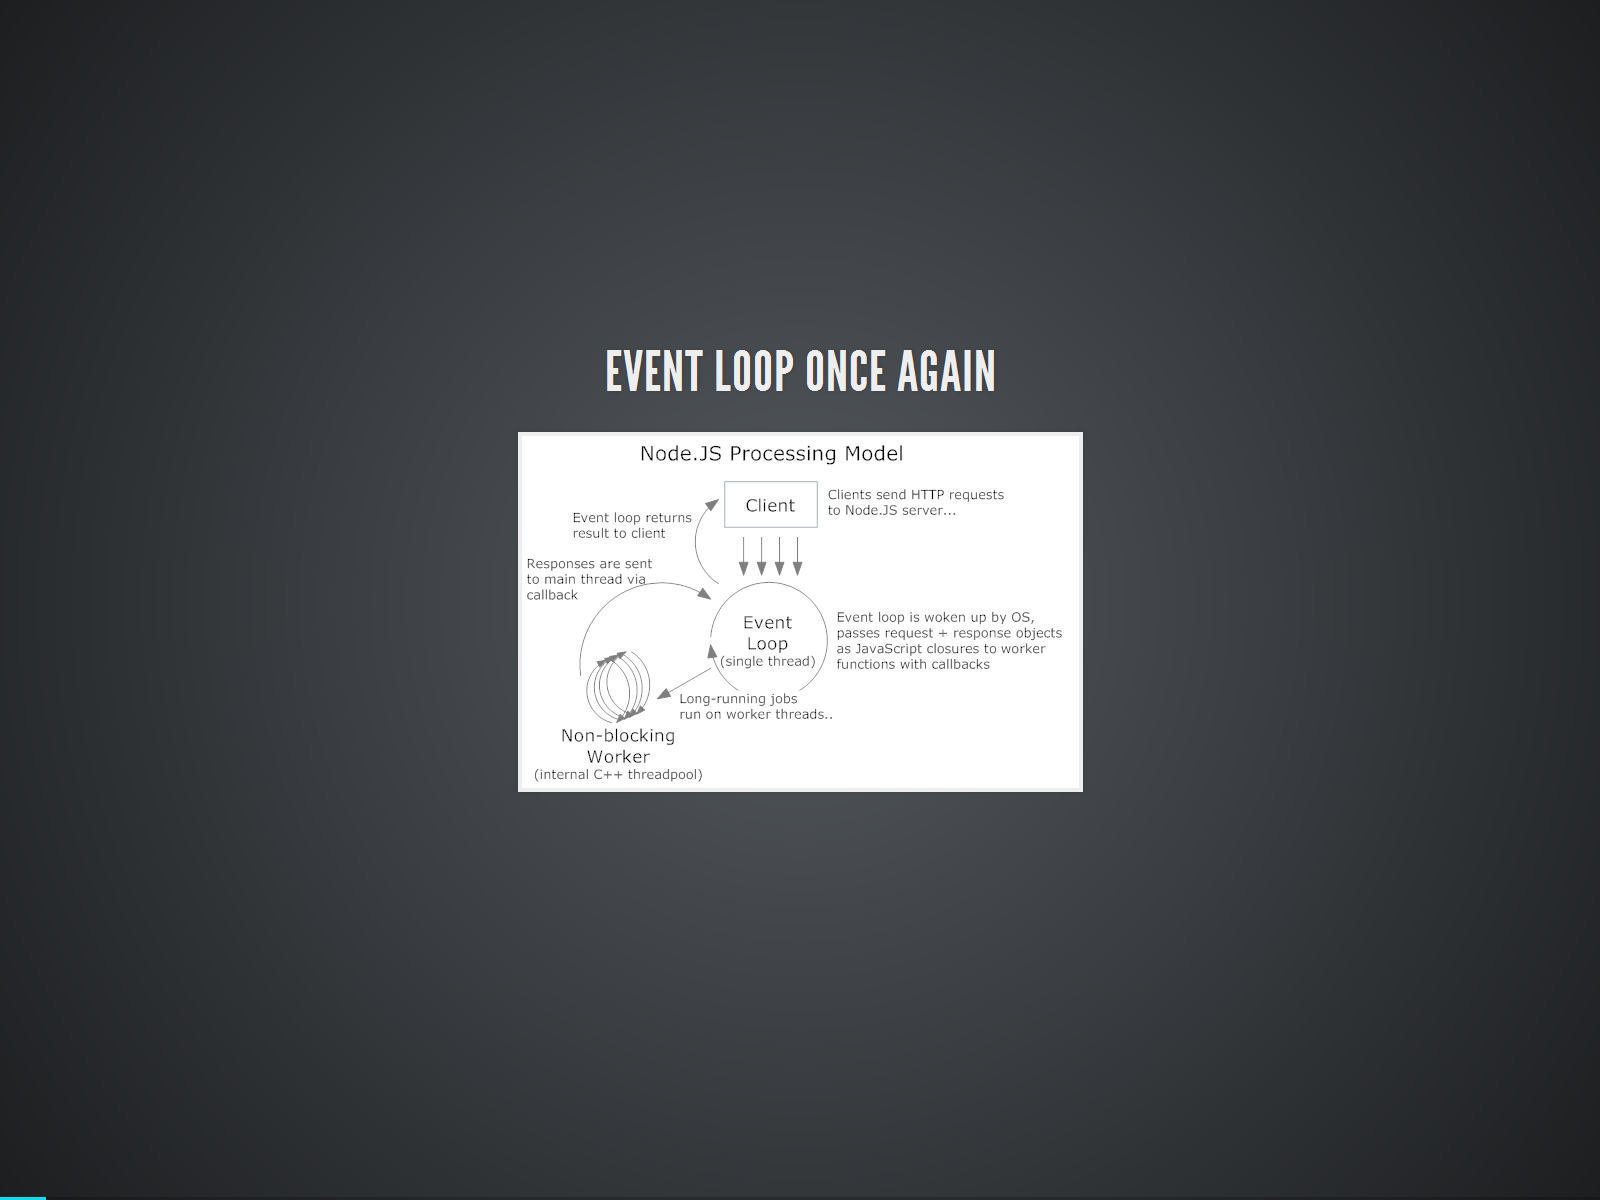 EVENT LOOP ONCE AGAIN
Node.JS Processing Model
Client
Clients send HTTP requests
to Node.JS server...
Event loop returns
result to client
Responses are sent
to main thread via
callback
Event
Loop
(single thread)
Event loop is woken up by OS,
passes request + response objects
as JavaScript closures to worker
functions with callbacks
Long-running jobs
run on worker threads..
Non-blocking
Worker
(internal C++ threadpool)